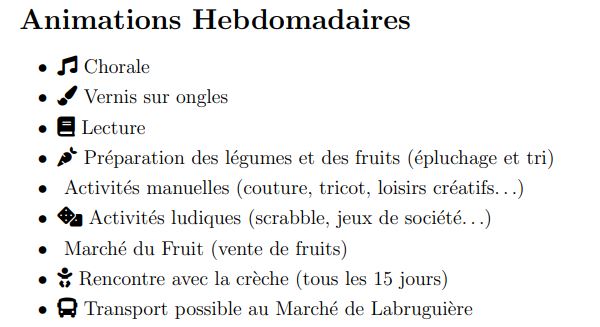 Animations Hebdomadaires
• Chorale
• Vernis sur ongles
• Lecture
• Préparation des légumes et des fruits (épluchage et tri)
• Activités manuelles (couture, tricot, loisirs créatifs...)
• Activités ludiques (scrabble, jeux de société...)
• Marché du Fruit (vente de fruits)
• Rencontre avec la crèche (tous les 15 jours)
• Transport possible au Marché de Labruguière